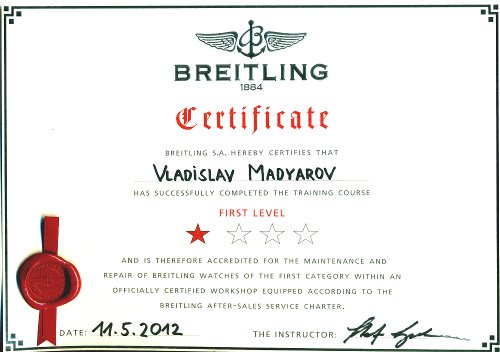 BREITLING
1884
Certificate
BREITLING S.A. HEREBY CERTIFIES THAT
VLADISLAV MADYAROV
HAS SUCCESSFULLY COMPLETED THE TRAINING COURSE
FIRST LEVEL
AND IS THEREFORE ACCREDITED FOR THE MAINTENANCE AND
REPAIR OF BREITLING WATCHES OF THE FIRST CATEGORY WITHIN AN
OFFICIALLY CERTIFIED WORKSHOP EQUIPPED ACCORDING TO THE
BREITLING AFTER-SALES SERVICE CHARTER.
DATE: 11.5.2012 THE INSTRUCTOR: